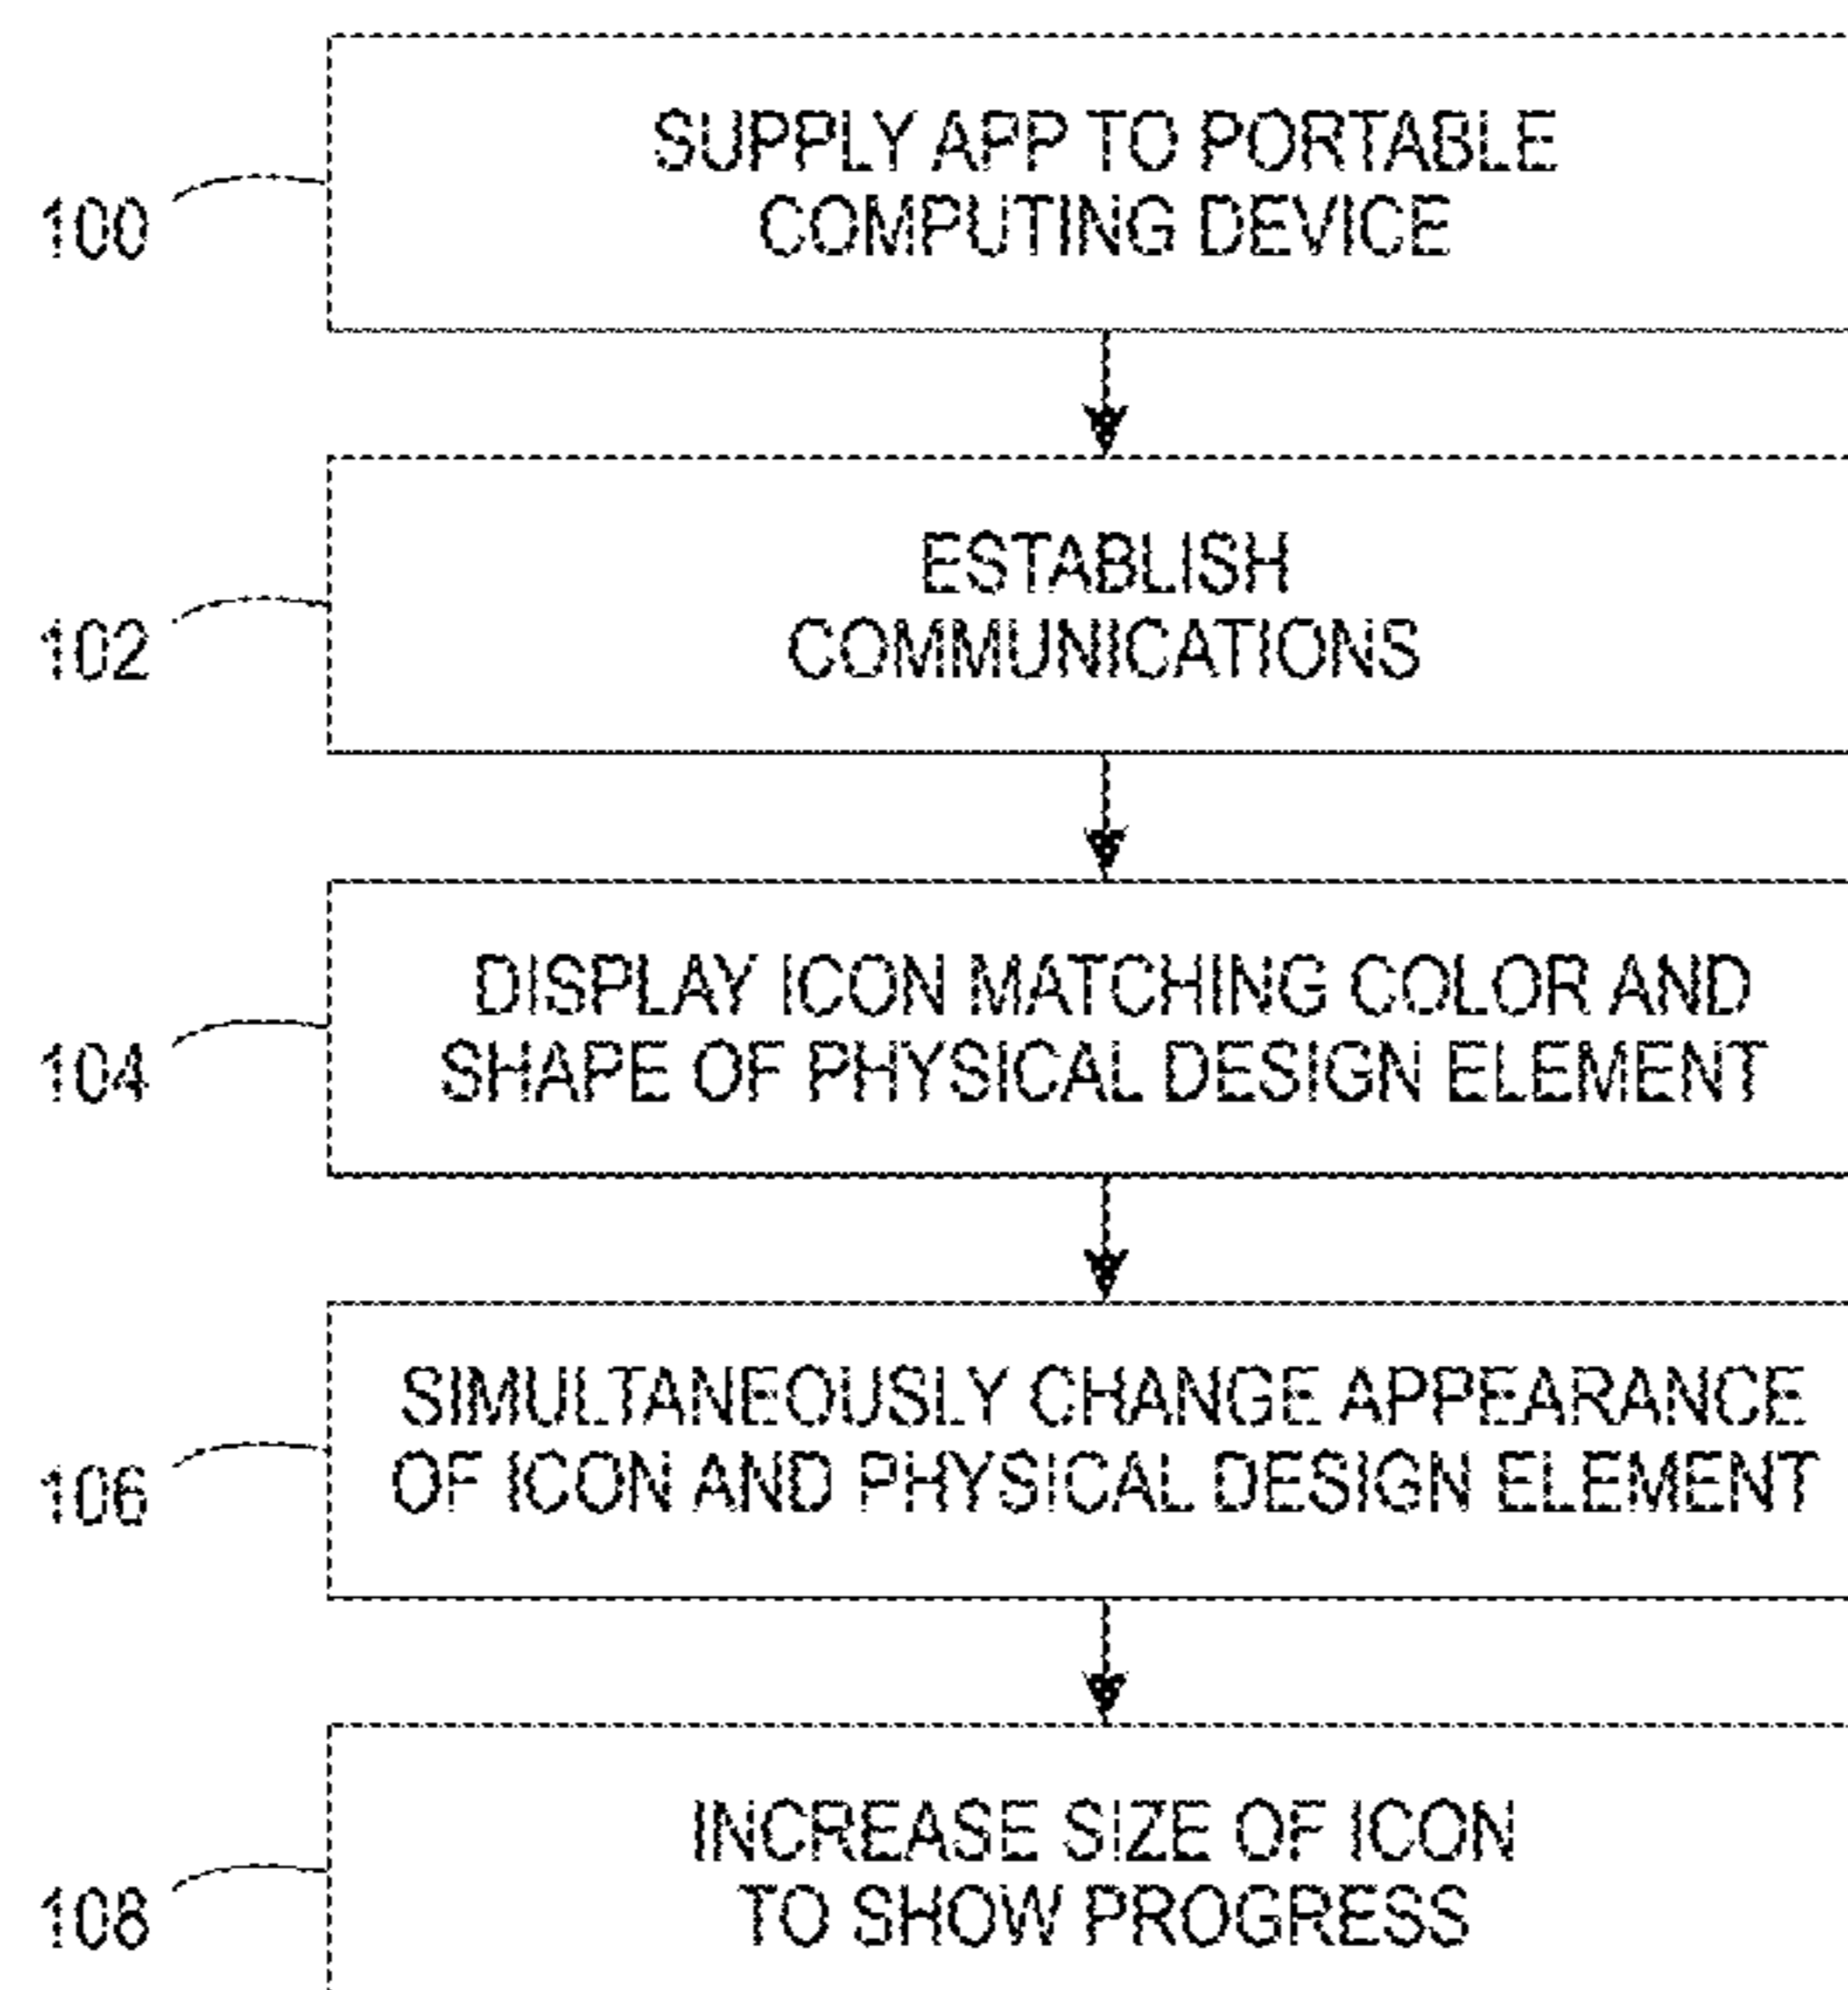 100
SUPPLY APP TO PORTABLE
COMPUTING DEVICE
102
ESTABLISH
COMMUNICATIONS
104
DISPLAY ICON MATCHING COLOR AND
SHAPE OF PHYSICAL DESIGN ELEMENT
106
SIMULTANEOUSLY CHANGE APPEARANCE
OF ICON AND PHYSICAL DESIGN ELEMENT
108
INCREASE SIZE OF ICON
TO SHOW PROGRESS